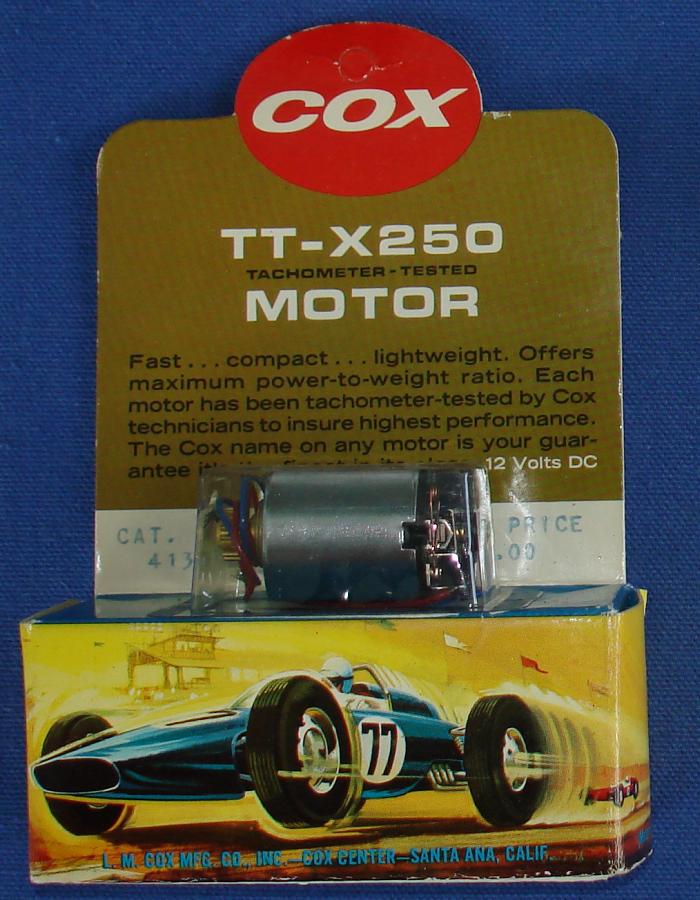 COX
TT-X250
TACHOMETER-TESTED
MOTOR
Fast . . . compact . . . lightweight. Offers
maximum power-to-weight ratio. Each
motor has been tachometer-tested by Cox
technicians to insure highest performance.
The Cox name on any motor is your guar-
antee 12 Volts DC
CAT. PRICE
413 .00
77
L. M. COX MFG. CO., INC.—COX CENTER—SANTA ANA, CALIF.